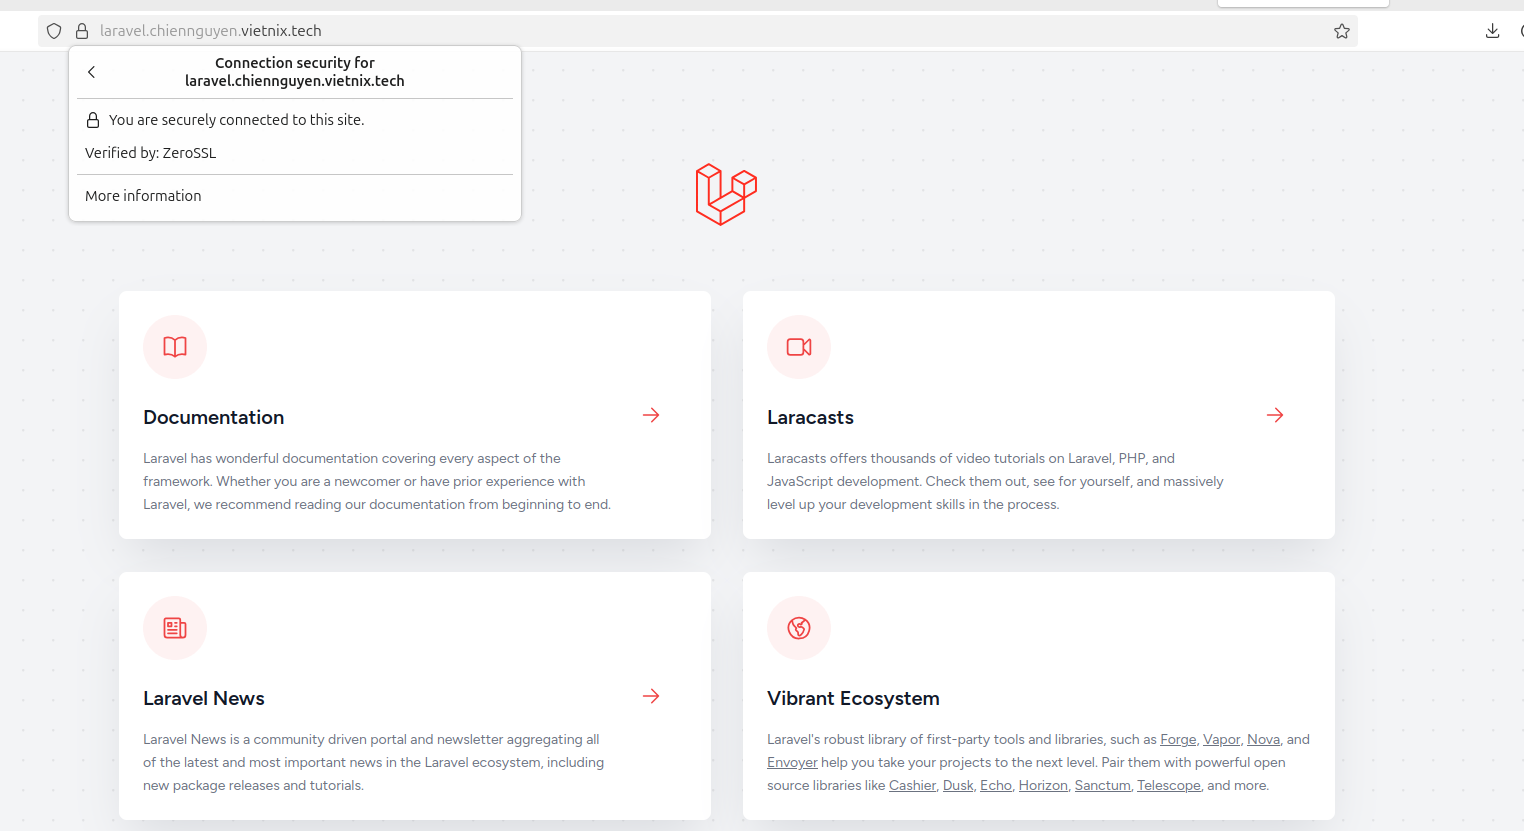 laravel.chiennguyen.vietnix.tech
Connection security for
laravel.chiennguyen.vietnix.tech
You are securely connected to this site.
Verified by: ZeroSSL
More information
Documentation
Laravel has wonderful documentation covering every aspect of the
framework. Whether you are a newcomer or have prior experience with
Laravel, we recommend reading our documentation from beginning to end.
Laracasts
Laracasts offers thousands of video tutorials on Laravel, PHP, and
JavaScript development. Check them out, see for yourself, and massively
level up your development skills in the process.
Laravel News
Laravel News is a community driven portal and newsletter aggregating all
of the latest and most important news in the Laravel ecosystem, including
new package releases and tutorials.
Vibrant Ecosystem
Laravel's robust library of first-party tools and libraries, such as Forge, Vapor, Nova, and
Envoyer help you take your projects to the next level. Pair them with powerful open
source libraries like Cashier, Dusk, Echo, Horizon, Sanctum, Telescope, and more.